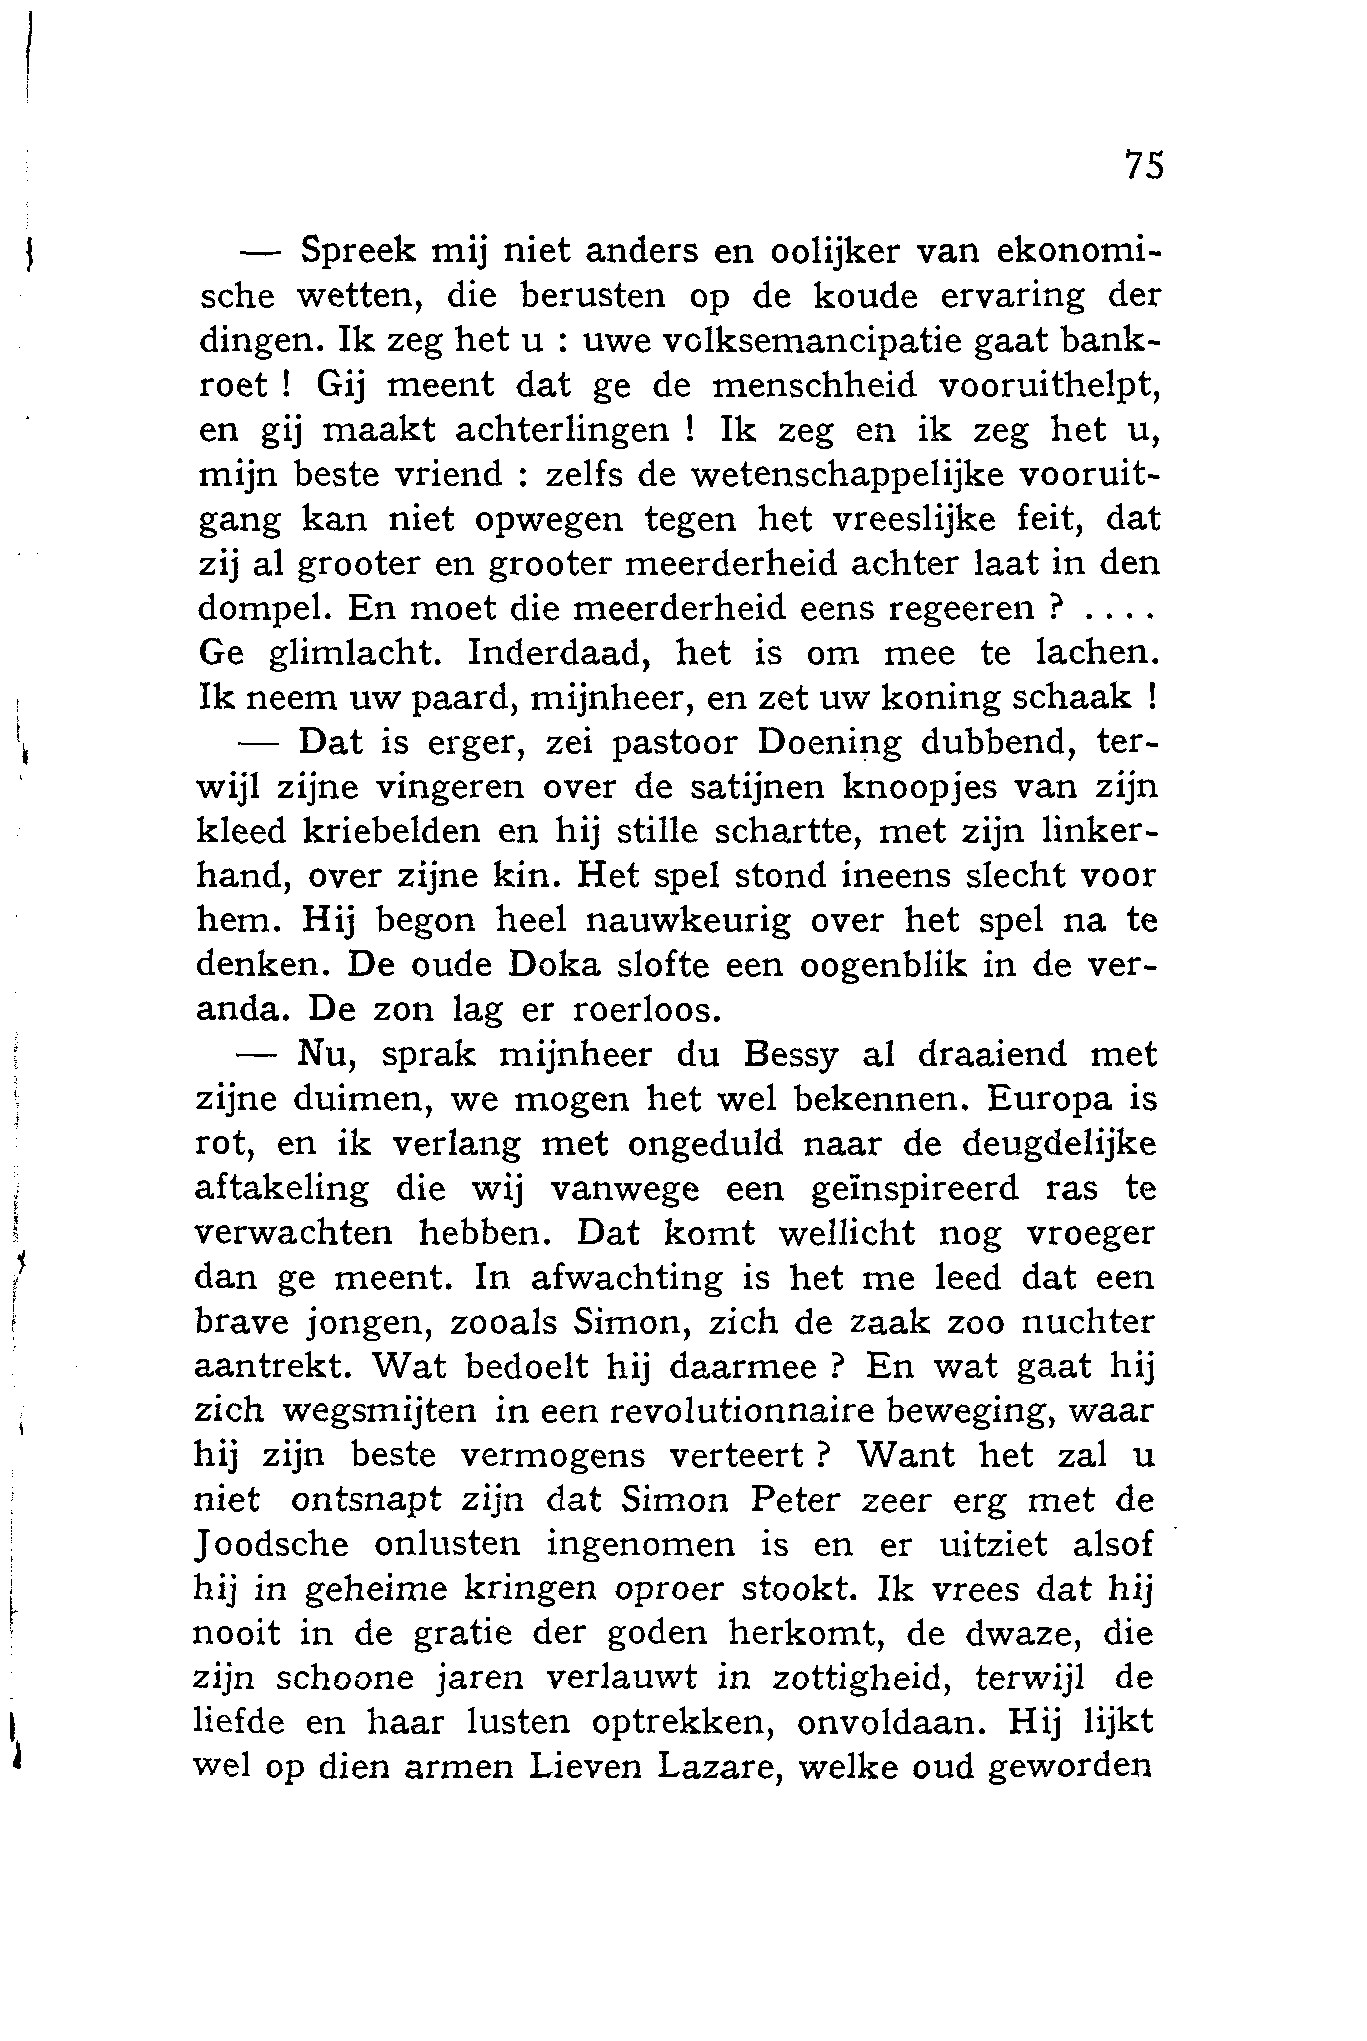 75
— Spreek mij niet anders en oolijker van ekonomi-
sche wetten, die berusten op de koude ervaring der
dingen. Ik zeg het u : uwe volksemancipatie gaat bank-
roet ! Gij meent dat ge de menschheid vooruithelpt,
en gij maakt achterlingen ! Ik zeg en ik zeg het u,
mijn beste vriend : zelfs de wetenschappelijke vooruit-
gang kan niet opwegen tegen het vreeslijke feit, dat
zij al grooter en grooter meerderheid achter laat in den
dompel. En moet die meerderheid eens regeeren ? ....
Ge glimlacht. Inderdaad, het is om mee te lachen.
Ik neem uw paard, mijnheer, en zet uw koning schaak !
— Dat is erger, zei pastoor Doening dubbend, ter-
wijl zijne vingeren over de satijnen knoopjes van zijn
kleed kriebelden en hij stille schartte, met zijn linker-
hand, over zijne kin. Het spel stond ineens slecht voor
hem. Hij begon heel nauwkeurig over het spel na te
denken. De oude Doka slofte een oogenblik in de ver-
anda. De zon lag er roerloos.
— Nu, sprak mijnheer du Bessy al draaiend met
zijne duimen, we mogen het wel bekennen. Europa is
rot, en ik verlang met ongeduld naar de deugdelijke
aftakeling die wij vanwege een geïnspireerd ras te
verwachten hebben. Dat komt wellicht nog vroeger
dan ge meent. In afwachting is het me leed dat een
brave jongen, zooals Simon, zich de zaak zoo nuchter
aantrekt. Wat bedoelt hij daarmee ? En wat gaat hij
zich wegsmijten in een revolutionnaire beweging, waar
hij zijn beste vermogens verteert ? Want het zal u
niet ontsnapt zijn dat Simon Peter zeer erg met de
Joodsche onlusten ingenomen is en er uitziet alsof
hij in geheime kringen oproer stookt. Ik vrees dat hij
nooit in de gratie der goden herkomt, de dwaze, die
zijn schoone jaren verlauwt in zottigheid, terwijl de
liefde en haar lusten optrekken, onvoldaan. Hij lijkt
wel op dien armen Lieven Lazare, welke oud geworden